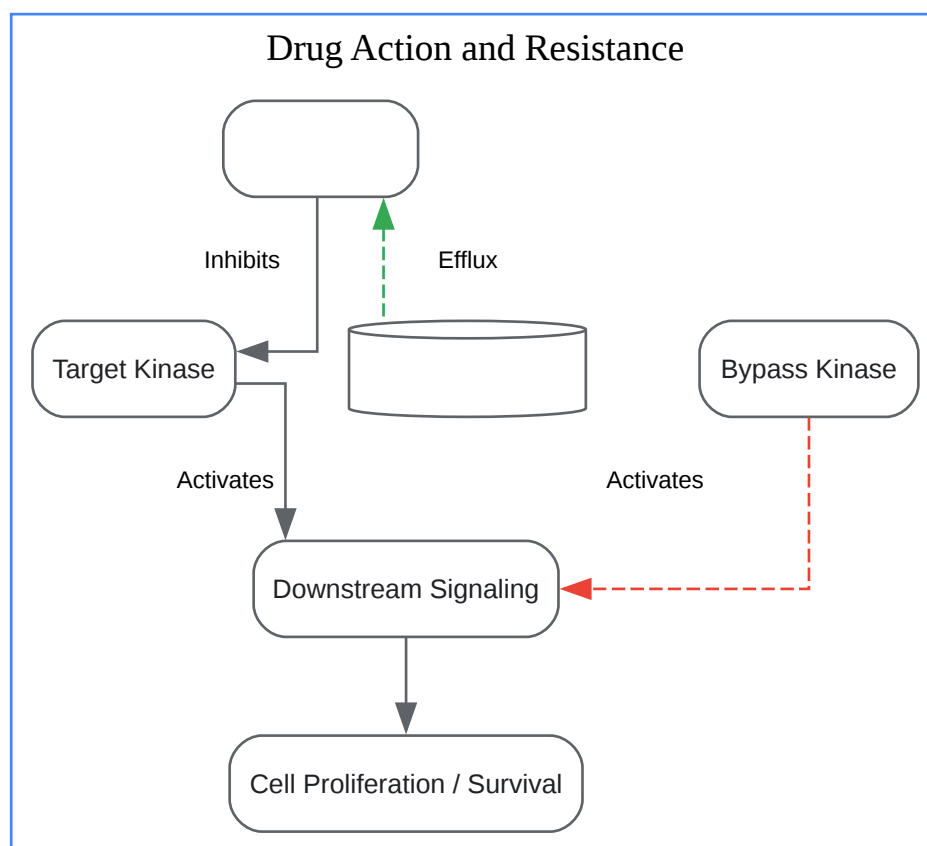 Drug Action and Resistance
Inhibits
Efflux
Target Kinase
Bypass Kinase
Activates
Activates
Downstream Signaling
Cell Proliferation / Survival